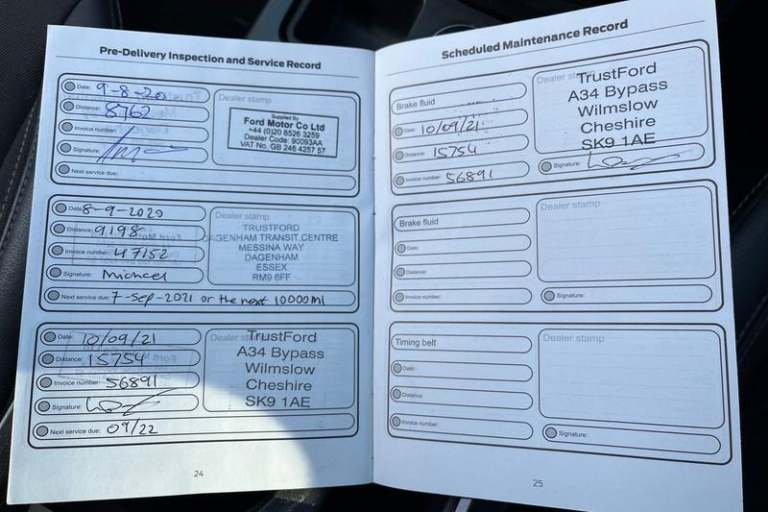 Pre-Delivery Inspection and Service Record
Date: 9-8-20
Distance: 8762
Invoice number:
Signature:
Next service due:
Dealer stamp
Supplied By
Ford Motor Co Ltd
+44 (0)20 8526 3259
Dealer Code: 90093AA
VAT No. GB 246 4257 57
Date: 8-9-2020
Distance: 9198
Invoice number: 47152
Signature: Michael
Next service due: 7-Sep-2021 or the next 10000ml
Dealer stamp
TRUSTFORD
DAGENHAM TRANSIT CENTRE
MESSINA WAY
DAGENHAM
ESSEX
RM9 6FF
Date: 10/09/21
Distance: 15754
Invoice number: 56891
Signature:
Next service due: 09/22
Dealer stamp
TrustFord
A34 Bypass
Wilmslow
Cheshire
SK9 1AE
24
Scheduled Maintenance Record
Brake fluid
Date: 10/09/21
Distance: 15754
Invoice number: 56891
Dealer stamp
TrustFord
A34 Bypass
Wilmslow
Cheshire
SK9 1AE
Signature:
Brake fluid
Date:
Distance:
Invoice number:
Dealer stamp
Signature:
Timing belt
Date:
Distance:
Invoice number:
Dealer stamp
Signature:
25